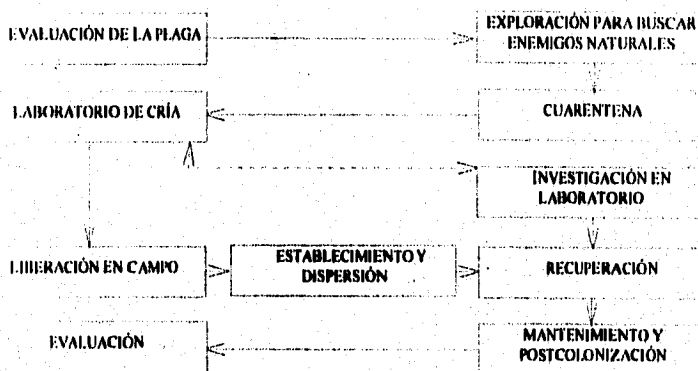 EVALUACIÓN DE LA PLAGA
EXPLORACIÓN PARA BUSCAR
ENEMIGOS NATURALES
LABORATORIO DE CRÍA
CUARENTENA
INVESTIGACIÓN EN
LABORATORIO
LIBERACIÓN EN CAMPO
ESTABLECIMIENTO Y
DISPERSIÓN
RECUPERACIÓN
EVALUACIÓN
MANTENIMIENTO Y
POSTCOLONIZACIÓN